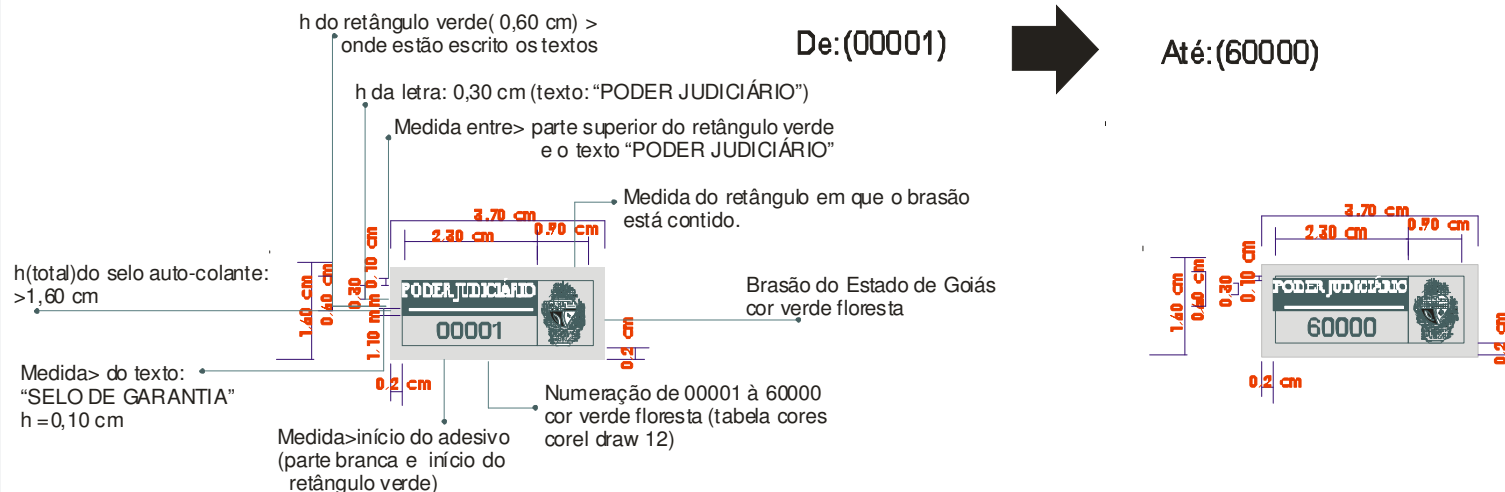 h do retângulo verde( 0,60 cm) >
onde estão escrito os textos
De:(00001)
Até:(60000)
h da letra: 0,30 cm (texto: “PODER JUDICIÁRIO”)
Medida entre> parte superior do retângulo verde
e o texto “PODER JUDICIÁRIO”
Medida do retângulo em que o brasão
está contido.
3,70 cm
2,30 cm
0,90 cm
0,10 cm
0,30
0,60 cm
1,60 cm
1,10 mm
h(total)do selo auto-colante:
>1,60 cm
PODER JUDICIÁRIO
00001
Brasão do Estado de Goiás
cor verde floresta
0,2 cm
0,2 cm
Medida> do texto:
“SELO DE GARANTIA”
h =0,10 cm
Numeração de 00001 à 60000
cor verde floresta (tabela cores
corel draw 12)
Medida>início do adesivo
(parte branca e início do
retângulo verde)
3,70 cm
2,30 cm
0,90 cm
0,10 cm
0,30
0,60 cm
1,60 cm
PODER JUDICIÁRIO
60000
0,2 cm
0,2 cm